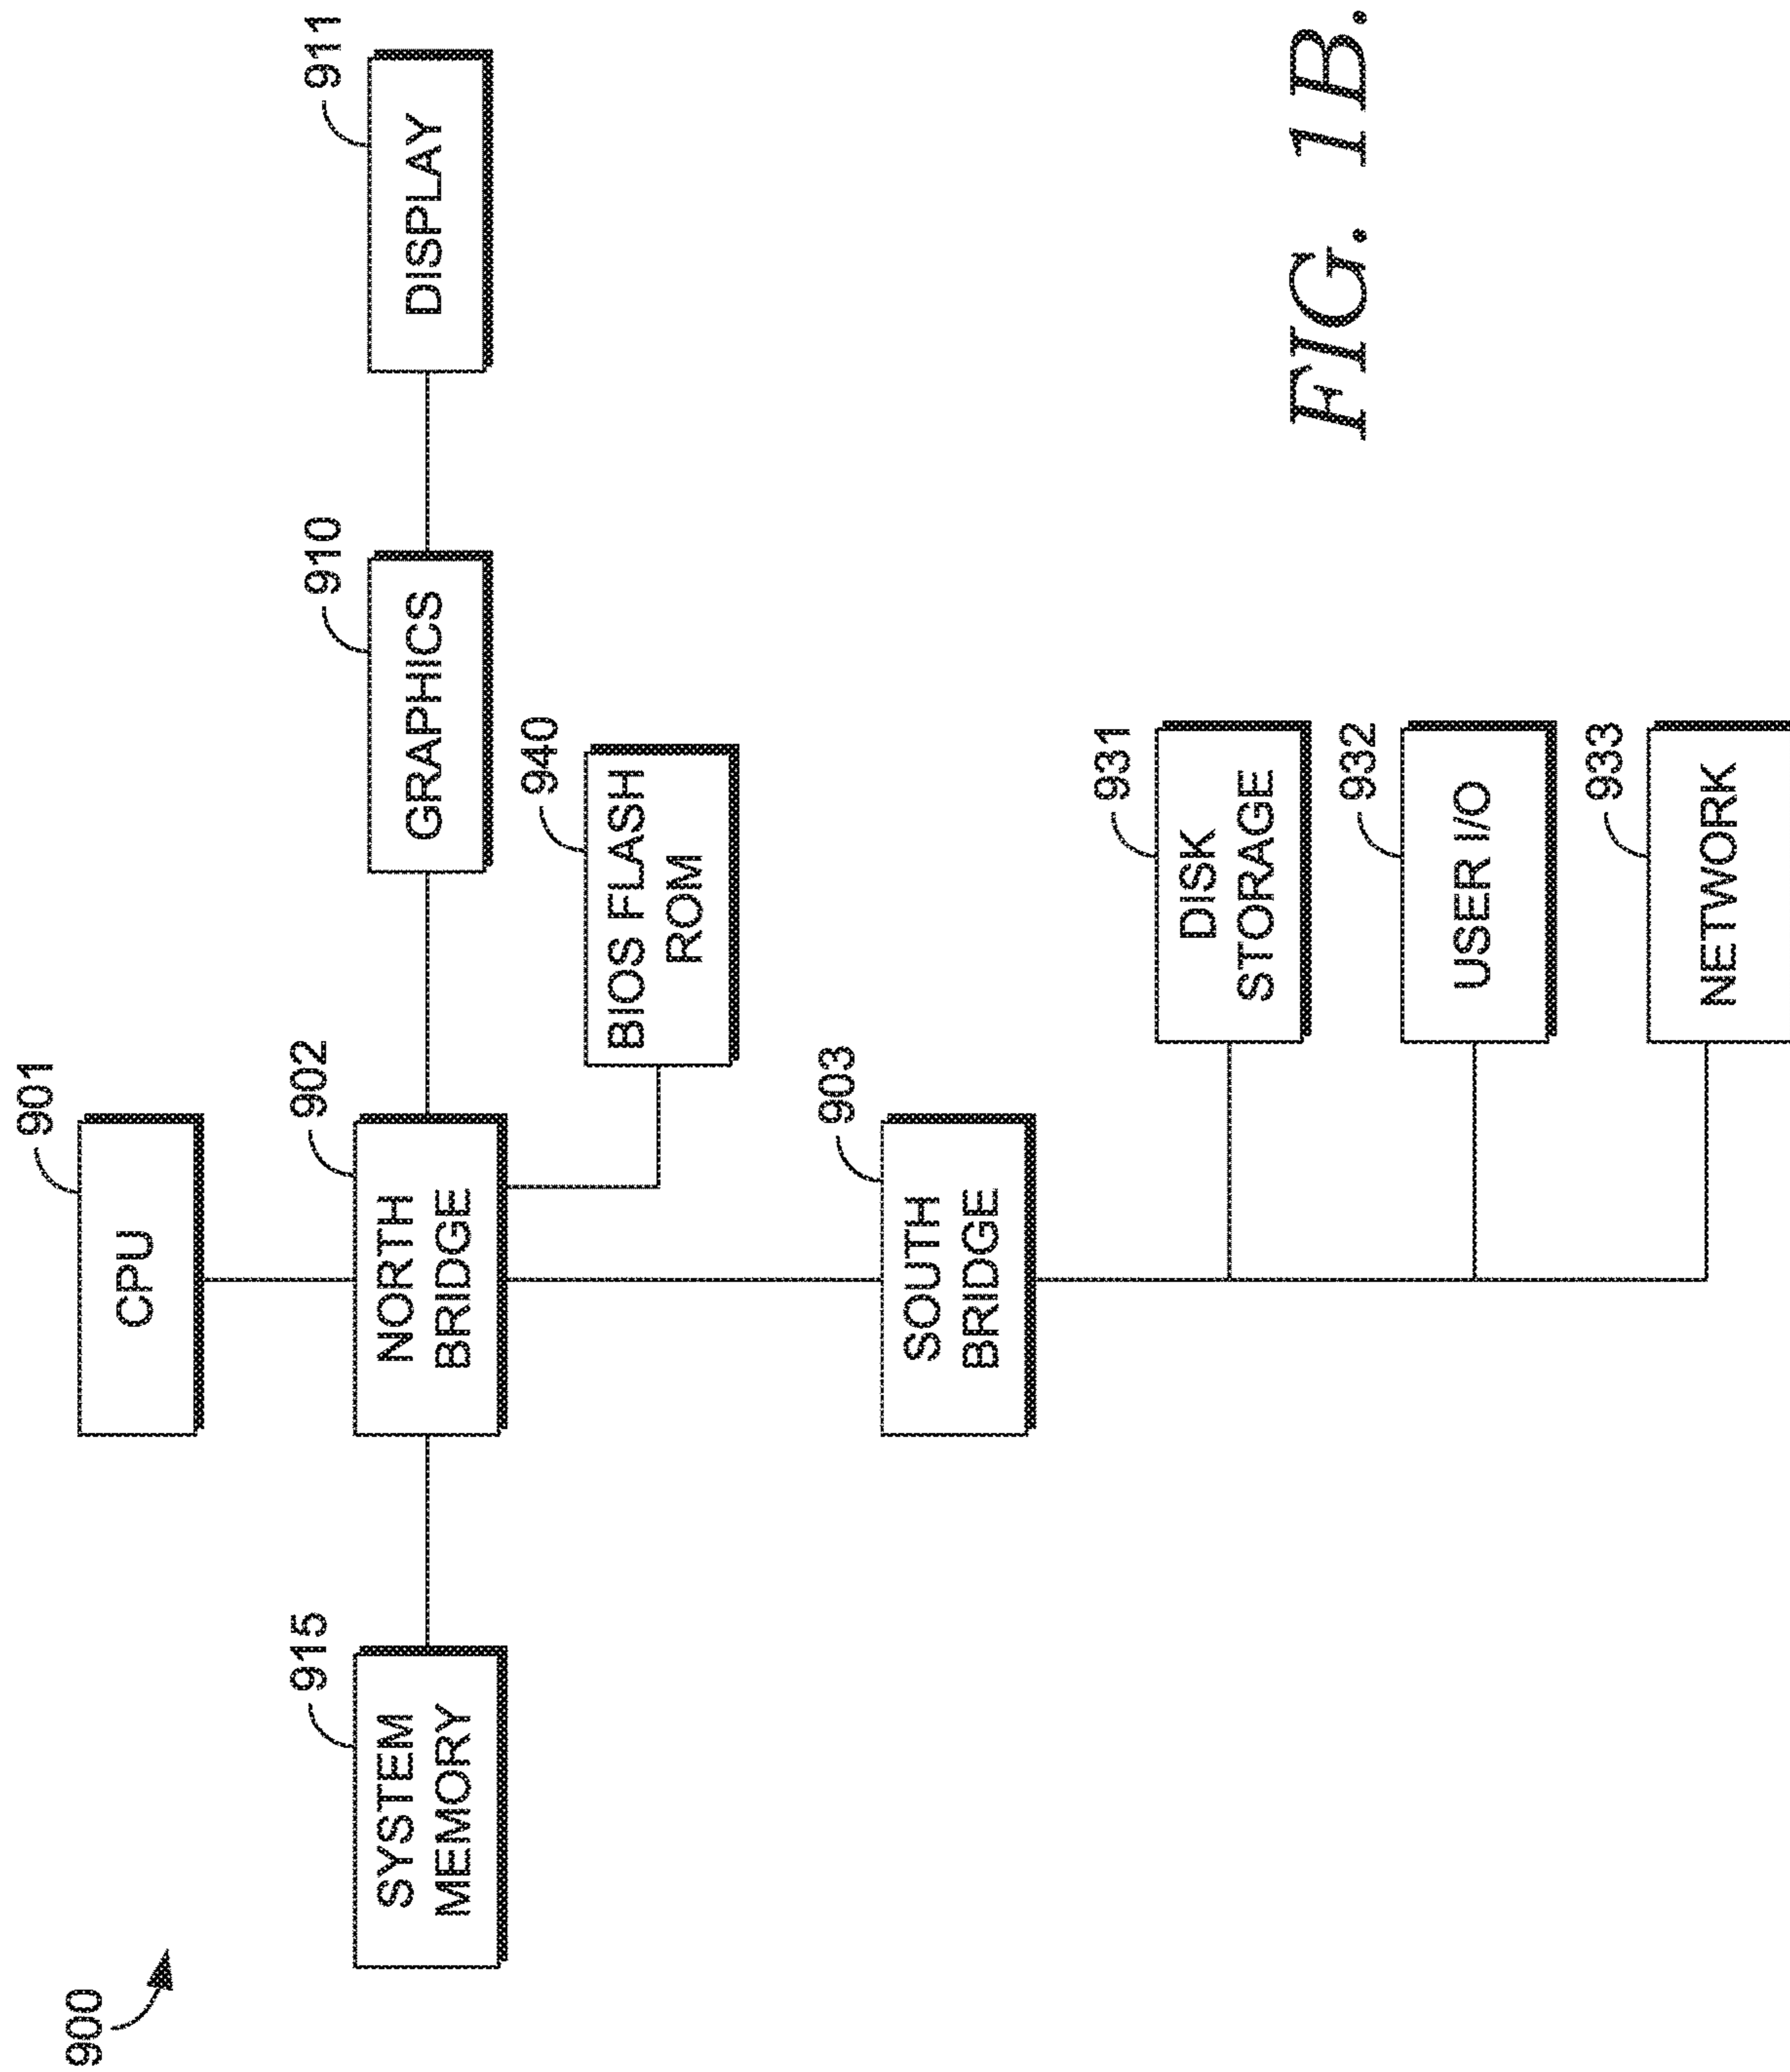 900
901
CPU
915
SYSTEM
MEMORY
902
NORTH
BRIDGE
910
GRAPHICS
911
DISPLAY
940
BIOS FLASH
ROM
903
SOUTH
BRIDGE
931
DISK
STORAGE
932
USER I/O
933
NETWORK
FIG. 1B.